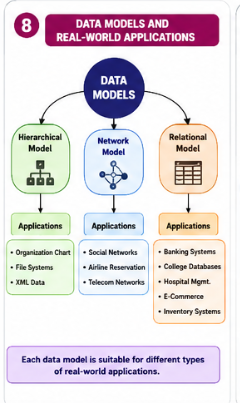 8
DATA MODELS AND
REAL-WORLD APPLICATIONS
DATA
MODELS
Hierarchical
Model
Network
Model
Relational
Model
Applications
Applications
Applications
• Organization Chart
• File Systems
• XML Data
• Social Networks
• Airline Reservation
• Telecom Networks
• Banking Systems
• College Databases
• Hospital Mgmt.
• E-Commerce
• Inventory Systems
Each data model is suitable for different types
of real-world applications.